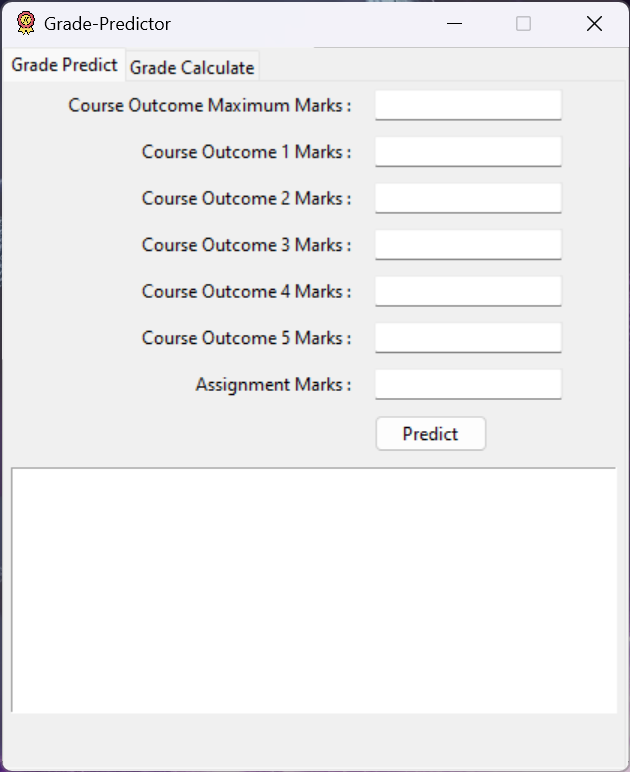 Grade-Predictor
Grade Predict Grade Calculate
Course Outcome Maximum Marks :
Course Outcome 1 Marks :
Course Outcome 2 Marks :
Course Outcome 3 Marks :
Course Outcome 4 Marks :
Course Outcome 5 Marks :
Assignment Marks :
Predict